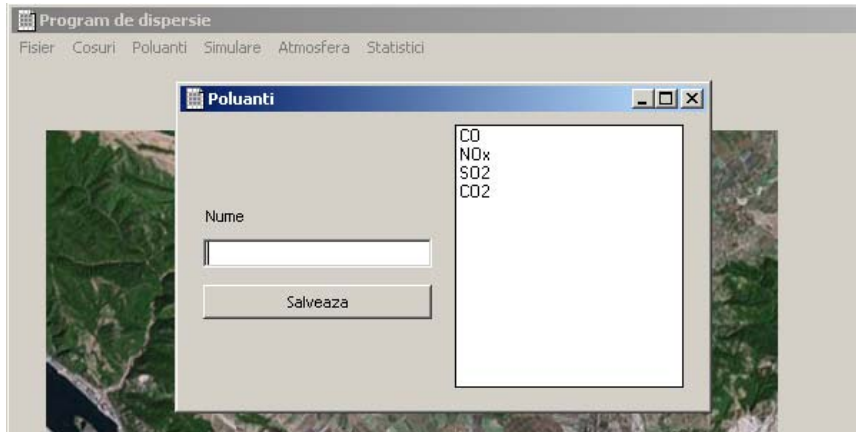 Program de dispersie
Fisier Cosuri Poluanti Simulare Atmosfera Statistici
Poluanti
CO
NOx
SO2
CO2
Nume
Salveaza